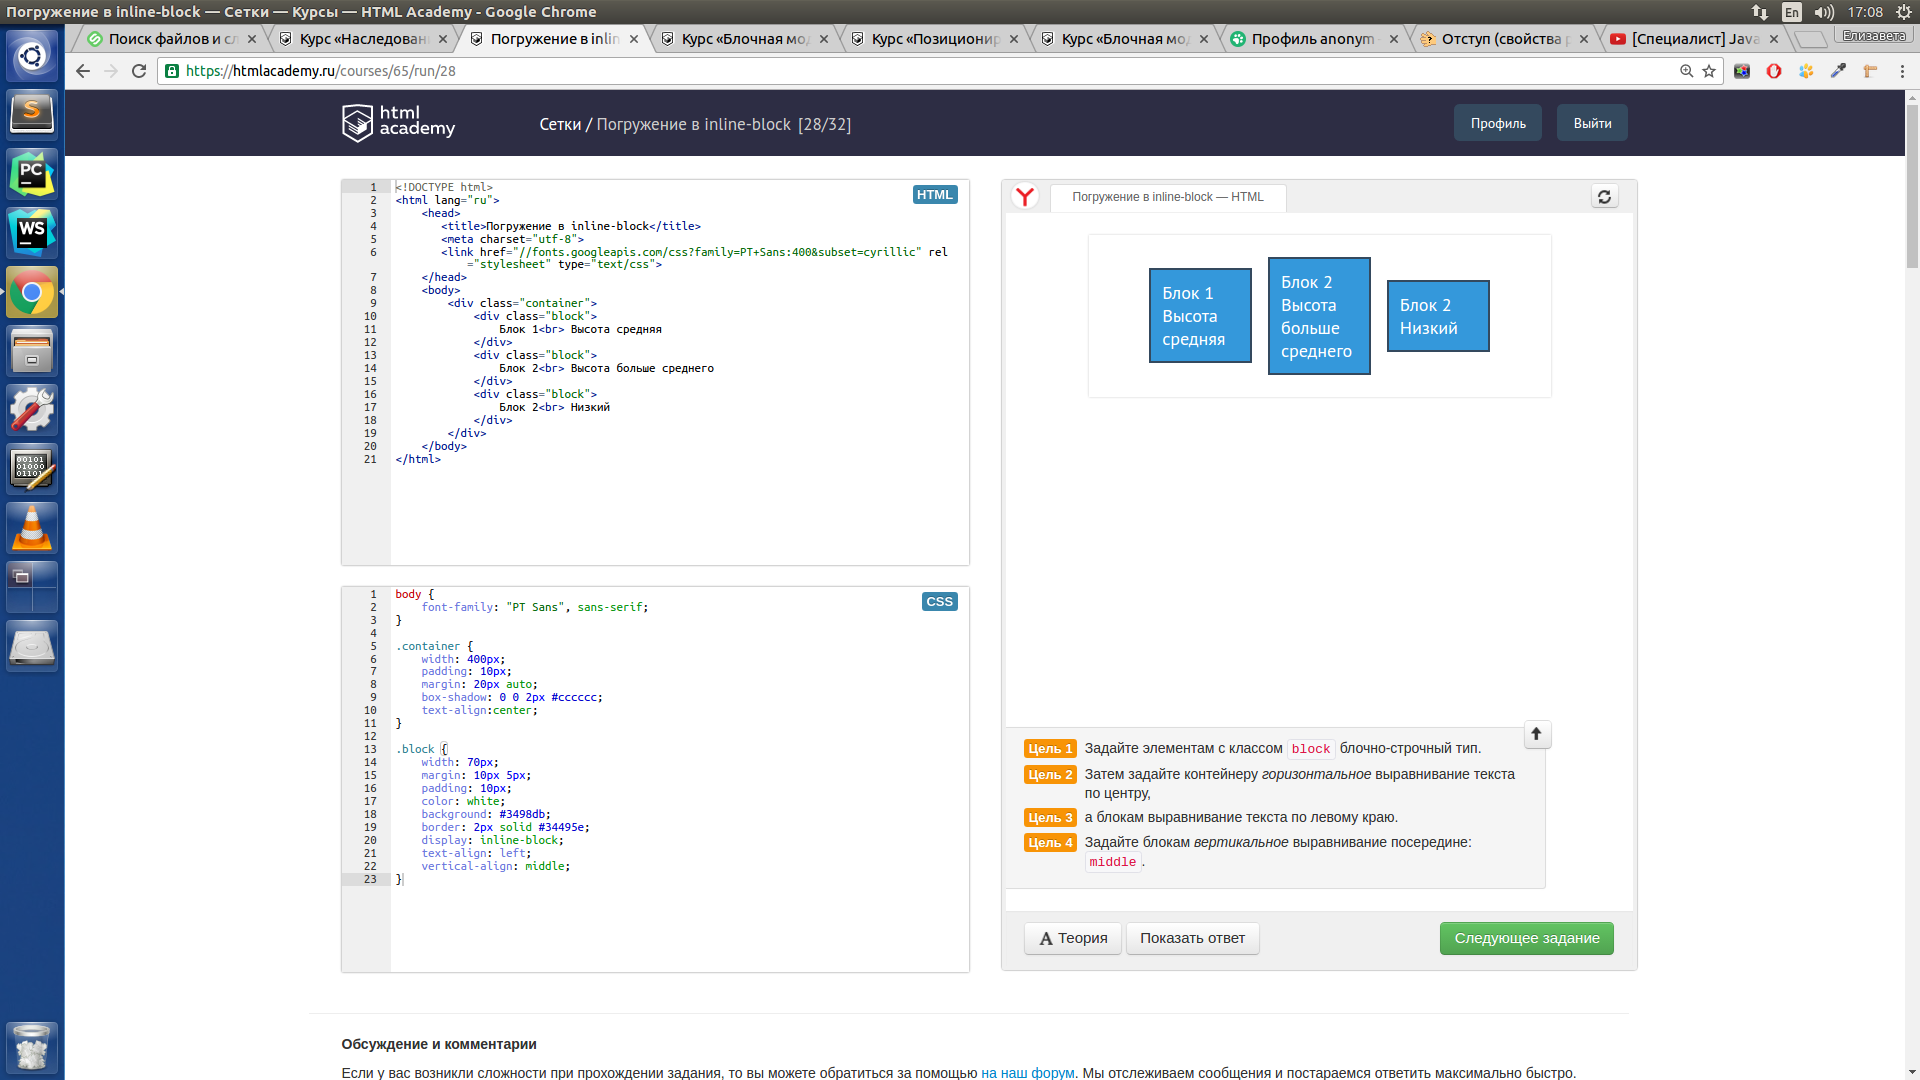 Погружение в inline-block — Сетки — Курсы — HTML Academy - Google Chrome
En
17:08
Поиск файлов и сл
Курс «Наследован
Погружение в inlin
Курс «Блочная мо
Курс «Позиционир
Курс «Блочная мо
Профиль anonym
Отступ (свойства р
[Специалист] Java
Елизавета
https://htmlacademy.ru/courses/65/run/28
html
academy
Сетки / Погружение в inline-block [28/32]
Профиль
Выйти
HTML
1 <!DOCTYPE html>
2 <html lang="ru">
3 <head>
4 <title>Погружение в inline-block</title>
5 <meta charset="utf-8">
6 <link href="//fonts.googleapis.com/css?family=PT+Sans:400&subset=cyrillic" rel
="stylesheet" type="text/css">
7 </head>
8 <body>
9 <div class="container">
10 <div class="block">
11 Блок 1<br> Высота средняя
12 </div>
13 <div class="block">
14 Блок 2<br> Высота больше среднего
15 </div>
16 <div class="block">
17 Блок 2<br> Низкий
18 </div>
19 </div>
20 </body>
21 </html>
CSS
1 body {
2 font-family: "PT Sans", sans-serif;
3 }
4
5 .container {
6 width: 400px;
7 padding: 10px;
8 margin: 20px auto;
9 box-shadow: 0 0 2px #cccccc;
10 text-align:center;
11 }
12
13 .block {
14 width: 70px;
15 margin: 10px 5px;
16 padding: 10px;
17 color: white;
18 background: #3498db;
19 border: 2px solid #34495e;
20 display: inline-block;
21 text-align: left;
22 vertical-align: middle;
23 }
Погружение в inline-block — HTML
Блок 1
Высота
средняя
Блок 2
Высота
больше
среднего
Блок 2
Низкий
Цель 1 Задайте элементам с классом block блочно-строчный тип.
Цель 2 Затем задайте контейнеру горизонтальное выравнивание текста
по центру,
Цель 3 а блокам выравнивание текста по левому краю.
Цель 4 Задайте блокам вертикальное выравнивание посередине:
middle.
A Теория
Показать ответ
Следующее задание
Обсуждение и комментарии
Если у вас возникли сложности при прохождении задания, то вы можете обратиться за помощью на наш форум. Мы отслеживаем сообщения и постараемся ответить максимально быстро.
S
PC
WS
00101
01000
01101